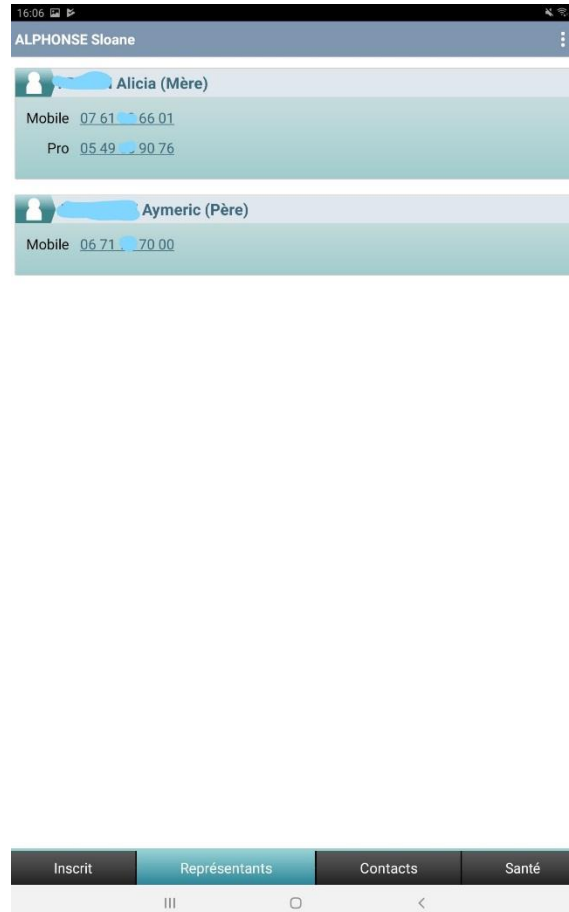 16:06
ALPHONSE Sloane
Alicia (Mère)
Mobile 07 61 66 01
Pro 05 49 90 76
Aymeric (Père)
Mobile 06 71 70 00
Inscrit Représentants Contacts Santé